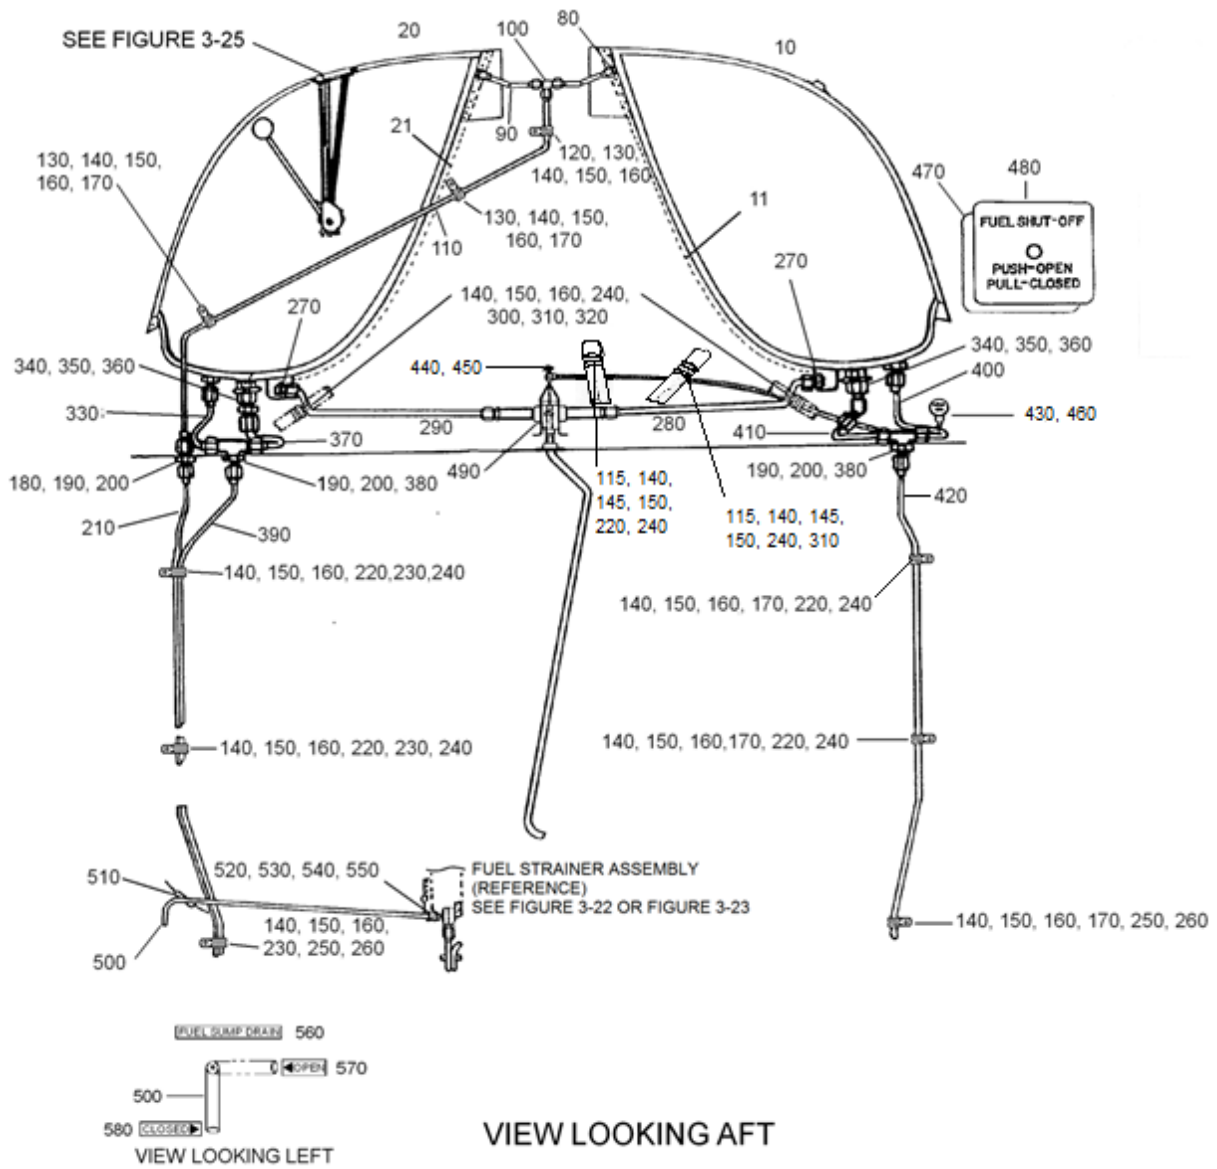 SEE FIGURE 3-25
20
100
80
10
90
21
120, 130,
140, 150, 160
130, 140, 150,
160, 170
130, 140, 150,
160, 170
110
11
470
480
FUEL SHUT-OFF
PUSH-OPEN
PULL-CLOSED
270
140, 150, 160, 240,
300, 310, 320
270
340, 350, 360
440, 450
340, 350, 360
400
330
430, 460
370
290
280
410
180, 190, 200
190, 200, 380
490
190, 200, 380
210
390
115, 140,
145, 150,
220, 240
115, 140, 145,
150, 240, 310
420
140, 150, 160, 220,230,240
140, 150, 160, 170, 220, 240
140, 150, 160, 220, 230, 240
140, 150, 160,170, 220, 240
510
520, 530, 540, 550
FUEL STRAINER ASSEMBLY
(REFERENCE)
SEE FIGURE 3-22 OR FIGURE 3-23
140, 150, 160,
230, 250, 260
500
140, 150, 160, 170, 250, 260
FUEL SUMP DRAIN 560
◄OPEN 570
500
580 CLOSED►
VIEW LOOKING LEFT
VIEW LOOKING AFT